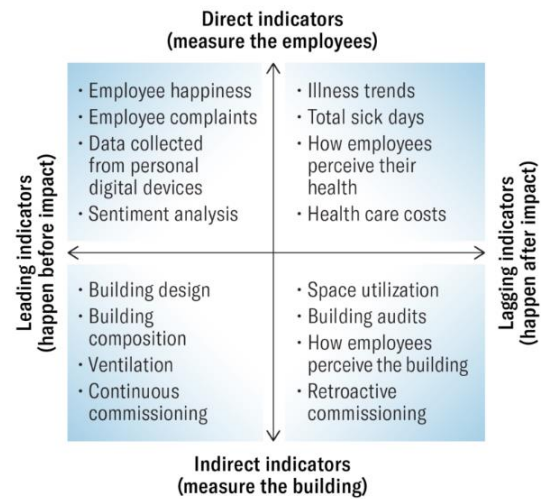 Direct indicators
(measure the employees)
· Employee happiness
· Employee complaints
· Data collected
from personal
digital devices
· Sentiment analysis
· Illness trends
· Total sick days
· How employees
perceive their
health
· Health care costs
Leading indicators
(happen before impact)
Lagging indicators
(happen after impact)
· Building design
· Building
composition
· Ventilation
· Continuous
commissioning
· Space utilization
· Building audits
· How employees
perceive the building
· Retroactive
commissioning
Indirect indicators
(measure the building)